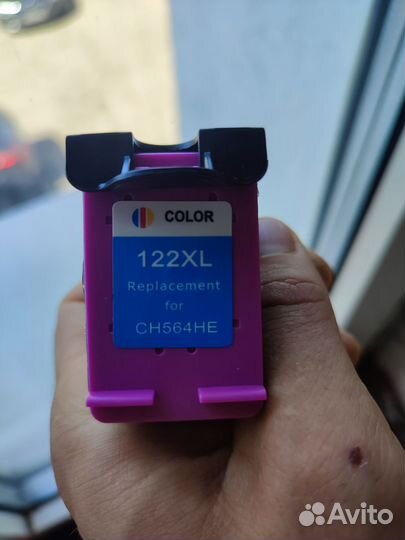 COLOR
122XL
Replacement
for
CH564HE
Avito